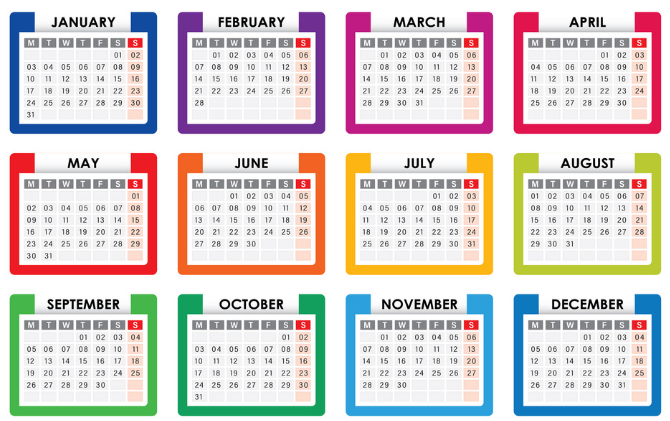 JANUARY
M T W T F S S
01 02
03 04 05 06 07 08 09
10 11 12 13 14 15 16
17 18 19 20 21 22 23
24 25 26 27 28 29 30
31
FEBRUARY
M T W T F S S
01 02 03 04 05 06
07 08 09 10 11 12 13
14 15 16 17 18 19 20
21 22 23 24 25 26 27
28
MARCH
M T W T F S S
01 02 03 04 05 06
07 08 09 10 11 12 13
14 15 16 17 18 19 20
21 22 23 24 25 26 27
28 29 30 31
APRIL
M T W T F S S
01 02 03
04 05 06 07 08 09 10
11 12 13 14 15 16 17
18 19 20 21 22 23 24
25 26 27 28 29 30
MAY
M T W T F S S
01
02 03 04 05 06 07 08
09 10 11 12 13 14 15
16 17 18 19 20 21 22
23 24 25 26 27 28 29
30 31
JUNE
M T W T F S S
01 02 03 04 05
06 07 08 09 10 11 12
13 14 15 16 17 18 19
20 21 22 23 24 25 26
27 28 29 30
JULY
M T W T F S S
01 02 03
04 05 06 07 08 09 10
11 12 13 14 15 16 17
18 19 20 21 22 23 24
25 26 27 28 29 30 31
AUGUST
M T W T F S S
01 02 03 04 05 06 07
08 09 10 11 12 13 14
15 16 17 18 19 20 21
22 23 24 25 26 27 28
29 30 31
SEPTEMBER
M T W T F S S
01 02 03 04
05 06 07 08 09 10 11
12 13 14 15 16 17 18
19 20 21 22 23 24 25
26 27 28 29 30
OCTOBER
M T W T F S S
01 02
03 04 05 06 07 08 09
10 11 12 13 14 15 16
17 18 19 20 21 22 23
24 25 26 27 28 29 30
31
NOVEMBER
M T W T F S S
01 02 03 04 05 06
07 08 09 10 11 12 13
14 15 16 17 18 19 20
21 22 23 24 25 26 27
28 29 30
DECEMBER
M T W T F S S
01 02 03 04
05 06 07 08 09 10 11
12 13 14 15 16 17 18
19 20 21 22 23 24 25
26 27 28 29 30 31